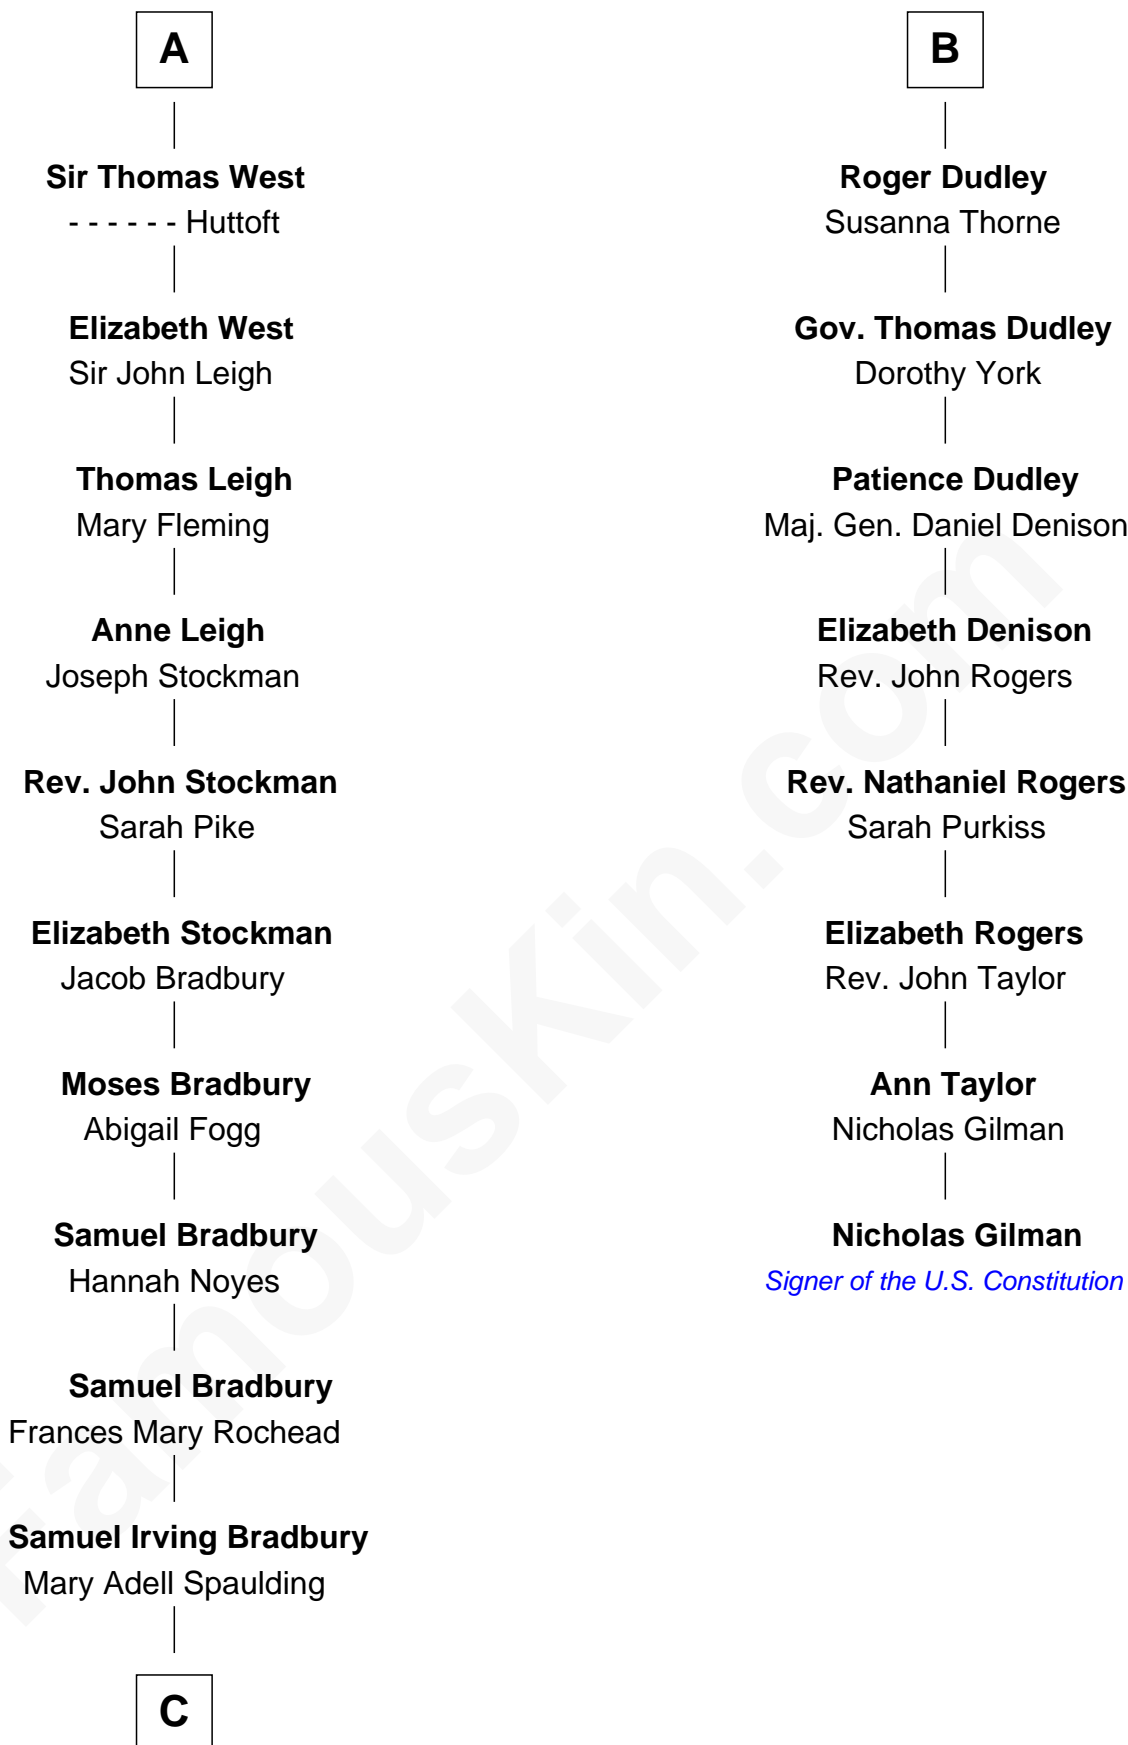 A
Sir Thomas West
- - - - - - Huttoft
Elizabeth West
Sir John Leigh
Thomas Leigh
Mary Fleming
Anne Leigh
Joseph Stockman
Rev. John Stockman
Sarah Pike
Elizabeth Stockman
Jacob Bradbury
Moses Bradbury
Abigail Fogg
Samuel Bradbury
Hannah Noyes
Samuel Bradbury
Frances Mary Rochead
Samuel Irving Bradbury
Mary Adell Spaulding
C
B
Roger Dudley
Susanna Thorne
Gov. Thomas Dudley
Dorothy York
Patience Dudley
Maj. Gen. Daniel Denison
Elizabeth Denison
Rev. John Rogers
Rev. Nathaniel Rogers
Sarah Purkiss
Elizabeth Rogers
Rev. John Taylor
Ann Taylor
Nicholas Gilman
Nicholas Gilman
Signer of the U.S. Constitution
FamousKin.com